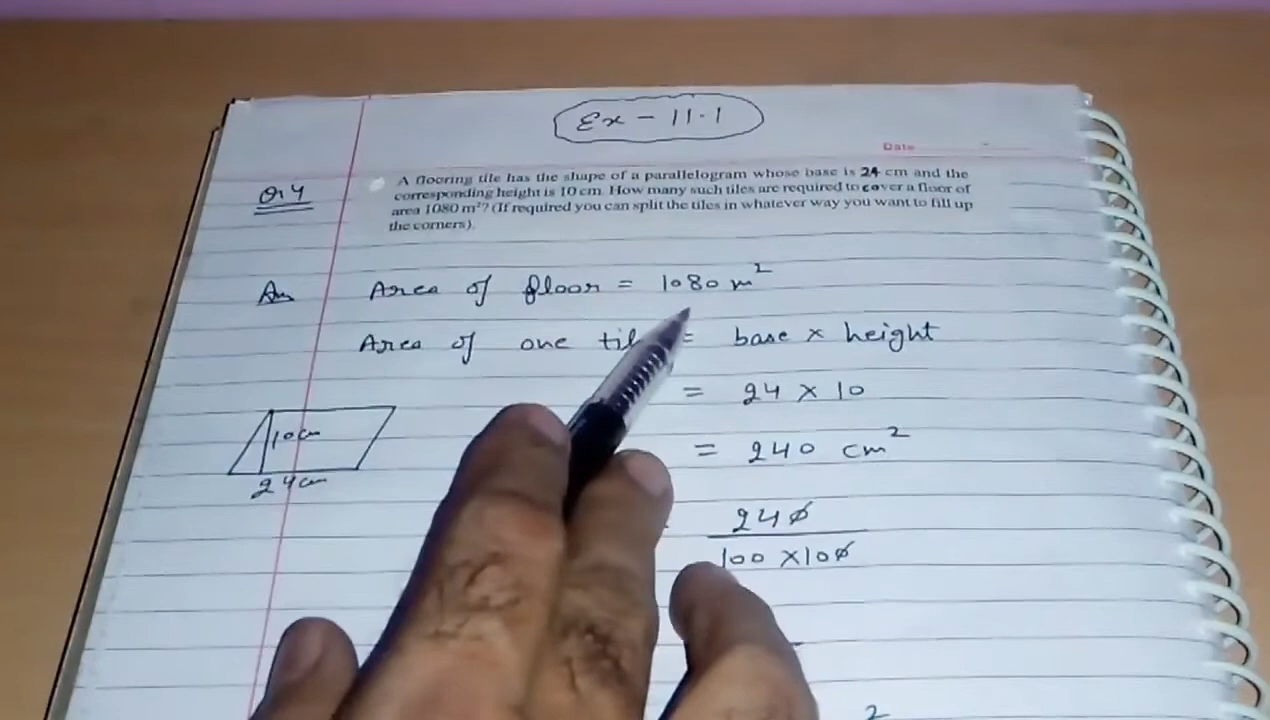 Ex - 11.1
Date
Q.4
A flooring tile has the shape of a parallelogram whose base is 24 cm and the
corresponding height is 10 cm. How many such tiles are required to cover a floor of
area 1080 m²? (If required you can split the tiles in whatever way you want to fill up
the corners).
An Area of floor = 1080 m²
Area of one = base × height
= 24 × 10
10cm
= 240 cm²
24cm
240
100 × 100
2